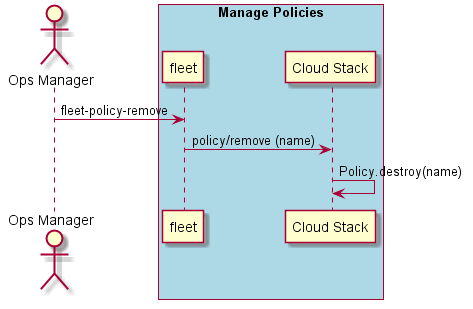 Manage Policies
Ops Manager
fleet
Cloud Stack
fleet-policy-remove
policy/remove (name)
Policy.destroy(name)
Ops Manager
fleet
Cloud Stack